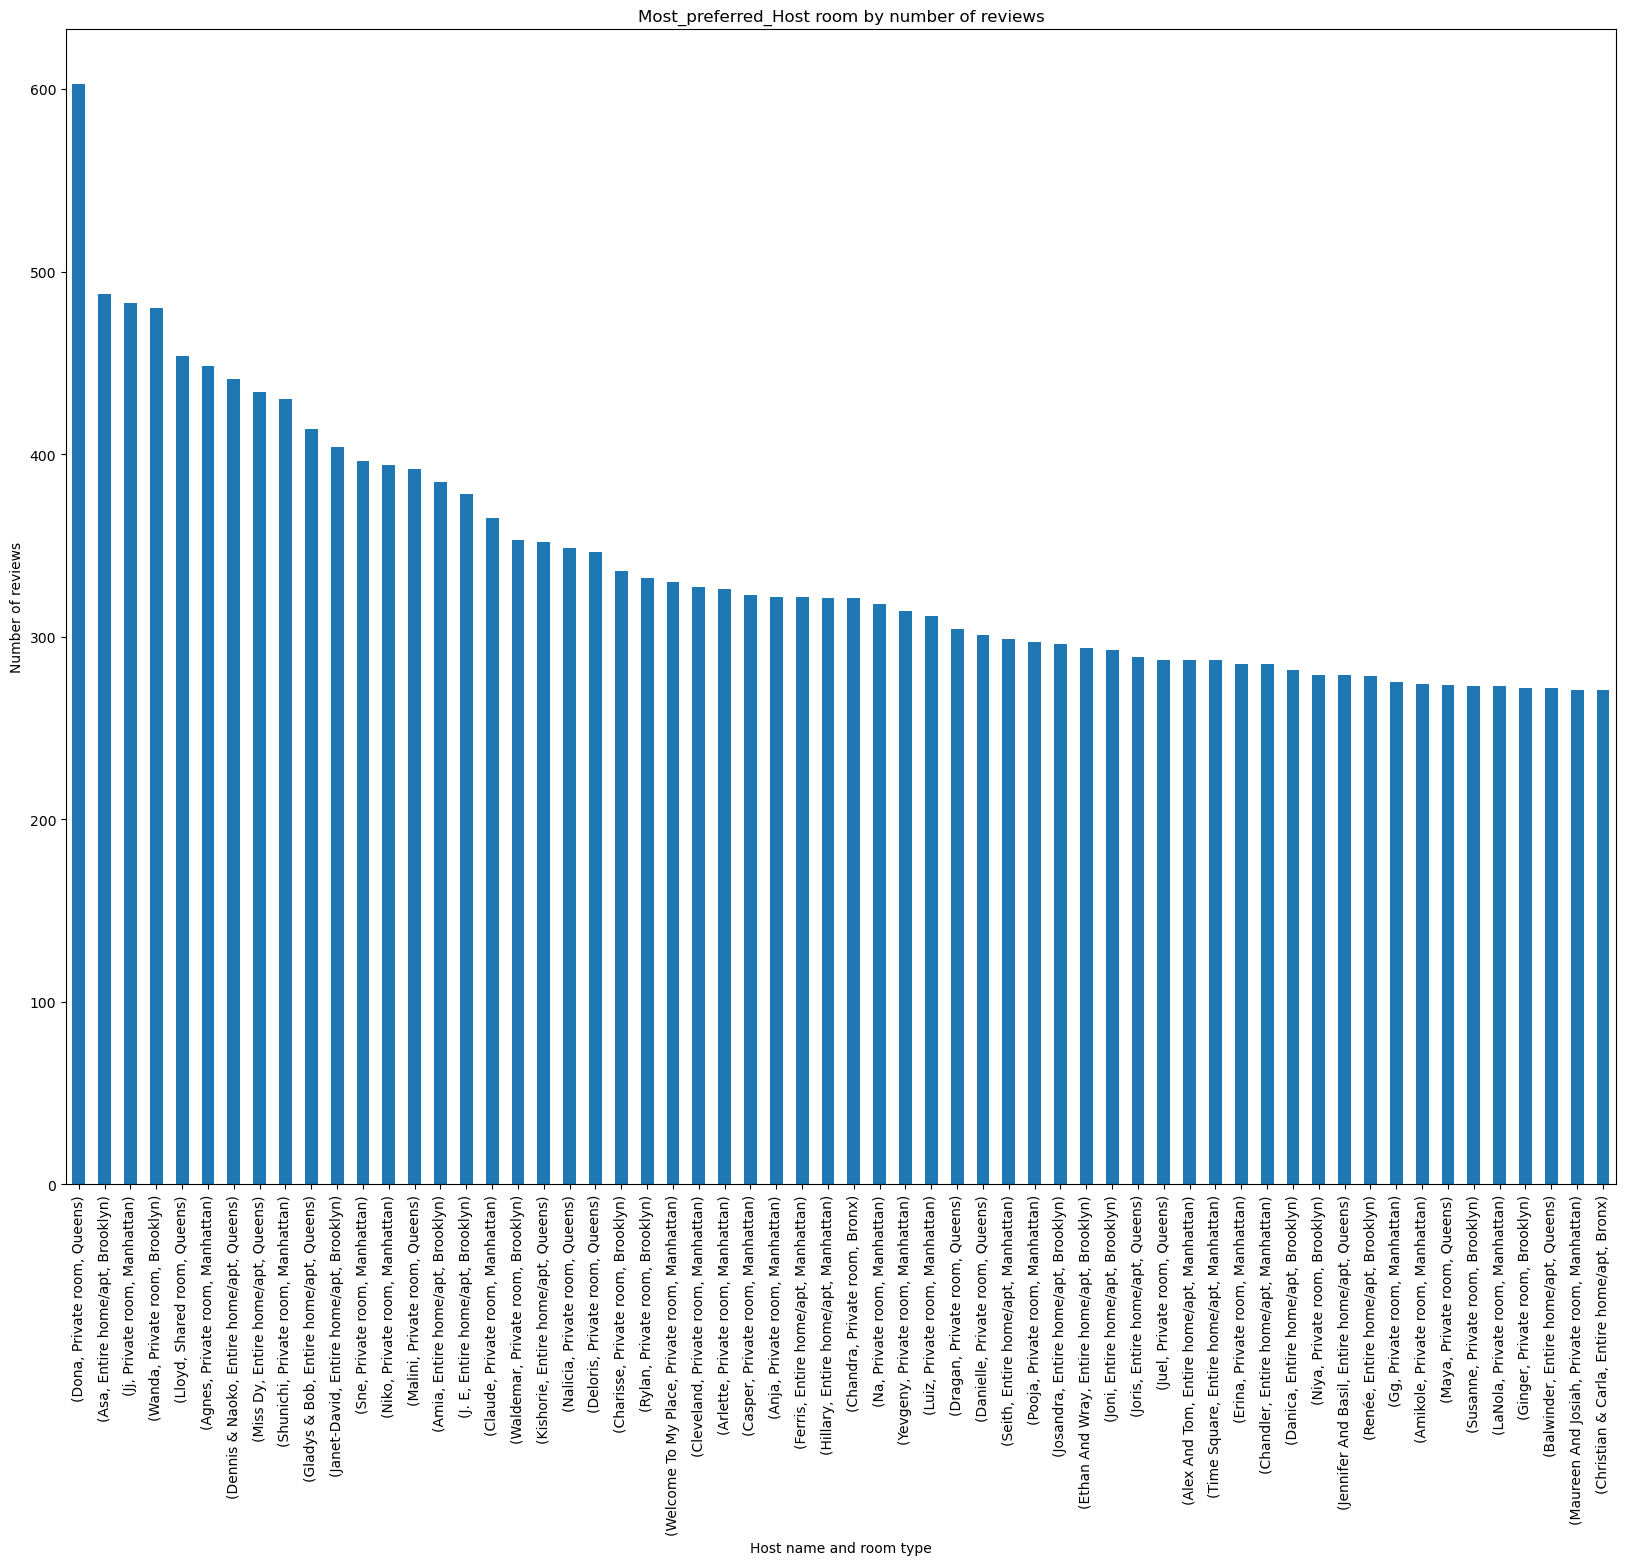 Most_preferred_Host room by number of reviews
Number of reviews
600
500
400
300
200
100
0
(Dona, Private room, Queens)
(Asa, Entire home/apt, Brooklyn)
(Jj, Private room, Manhattan)
(Wanda, Private room, Brooklyn)
(Lloyd, Shared room, Queens)
(Agnes, Private room, Manhattan)
(Dennis & Naoko, Entire home/apt, Queens)
(Miss Dy, Entire home/apt, Queens)
(Shunichi, Private room, Manhattan)
(Gladys & Bob, Entire home/apt, Queens)
(Janet-David, Entire home/apt, Brooklyn)
(Sne, Private room, Manhattan)
(Niko, Private room, Manhattan)
(Malini, Private room, Queens)
(Amia, Entire home/apt, Brooklyn)
(J. E, Entire home/apt, Brooklyn)
(Claude, Private room, Manhattan)
(Waldemar, Private room, Brooklyn)
(Kishorie, Entire home/apt, Queens)
(Nalicia, Private room, Queens)
(Deloris, Private room, Queens)
(Charisse, Private room, Brooklyn)
(Rylan, Private room, Brooklyn)
(Welcome To My Place, Private room, Manhattan)
(Cleveland, Private room, Manhattan)
(Arlette, Private room, Manhattan)
(Casper, Private room, Manhattan)
(Anja, Private room, Manhattan)
(Ferris, Entire home/apt, Manhattan)
(Hillary, Entire home/apt, Manhattan)
(Chandra, Private room, Bronx)
(Na, Private room, Manhattan)
(Yevgeny, Private room, Manhattan)
(Luiz, Private room, Manhattan)
(Dragan, Private room, Queens)
(Danielle, Private room, Queens)
(Seith, Entire home/apt, Manhattan)
(Pooja, Private room, Manhattan)
(Josandra, Entire home/apt, Brooklyn)
(Ethan And Wray, Entire home/apt, Brooklyn)
(Joni, Entire home/apt, Brooklyn)
(Joris, Entire home/apt, Queens)
(Juel, Private room, Queens)
(Alex And Tom, Entire home/apt, Manhattan)
(Time Square, Entire home/apt, Manhattan)
(Erina, Private room, Manhattan)
(Chandler, Entire home/apt, Manhattan)
(Danica, Entire home/apt, Brooklyn)
(Niya, Private room, Brooklyn)
(Jennifer And Basil, Entire home/apt, Queens)
(Renée, Entire home/apt, Brooklyn)
(Gg, Private room, Manhattan)
(Amikole, Private room, Manhattan)
(Maya, Private room, Queens)
(Susanne, Private room, Brooklyn)
(LaNola, Private room, Manhattan)
(Ginger, Private room, Brooklyn)
(Balwinder, Entire home/apt, Queens)
(Maureen And Josiah, Private room, Manhattan)
(Christian & Carla, Entire home/apt, Bronx)
Host name and room type